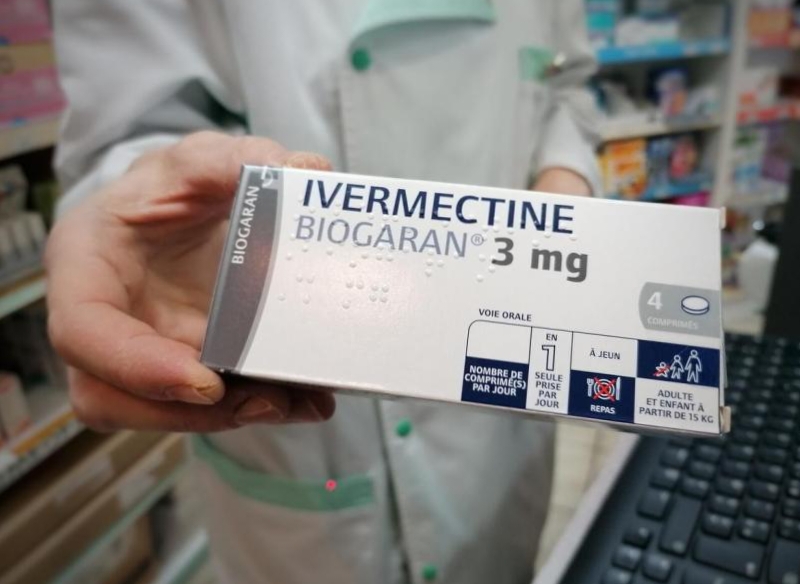 BIOGARAN
IVERMECTINE
BIOGARAN® 3 mg
4
COMPRIMÉS
VOIE ORALE
NOMBRE DE
COMPRIMÉ(S)
PAR JOUR
EN
1
SEULE
PRISE
PAR
JOUR
À JEUN
REPAS
ADULTE
ET ENFANT À
PARTIR DE 15 KG